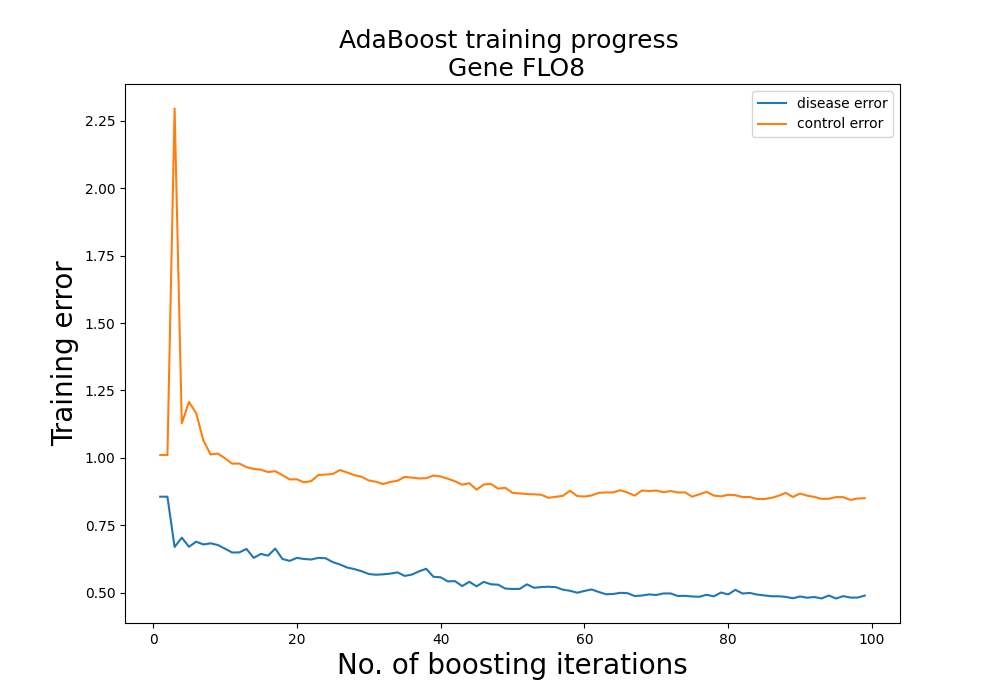 AdaBoost training progress
Gene FLO8
disease error
control error
Training error
2.25
2.00
1.75
1.50
1.25
1.00
0.75
0.50
0 20 40 60 80 100
No. of boosting iterations